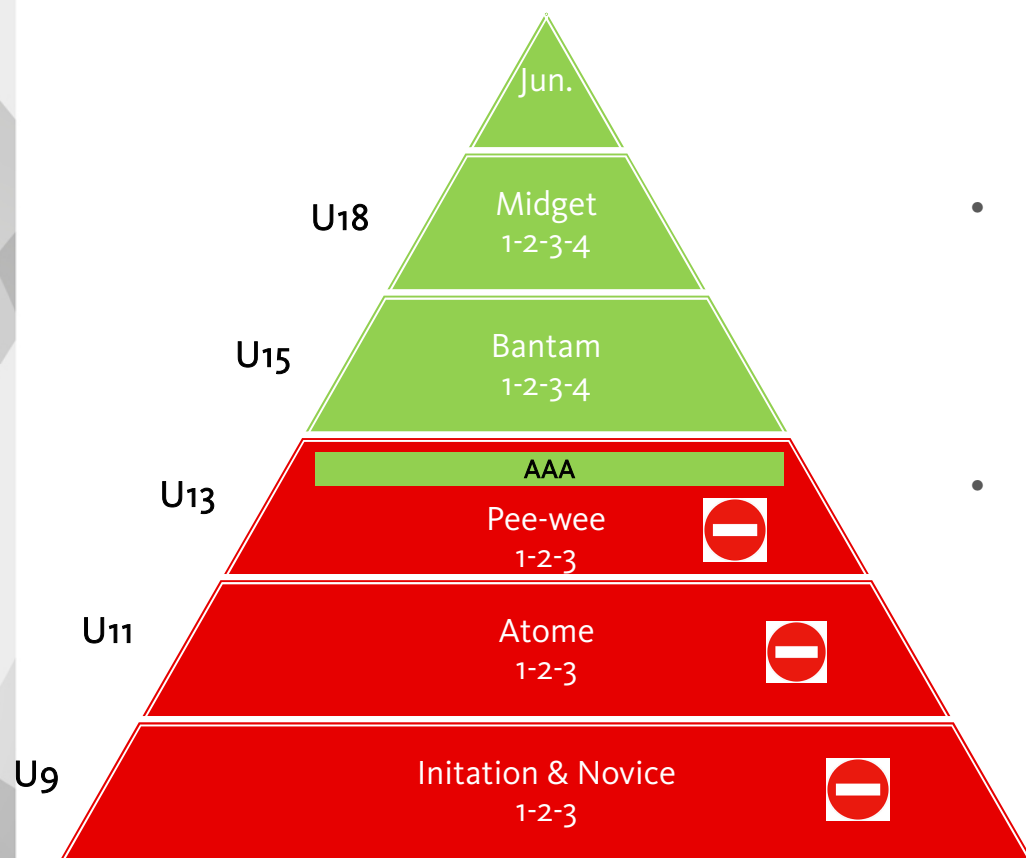 Jun.
U18
Midget
1-2-3-4
U15
Bantam
1-2-3-4
AAA
U13
Pee-wee
1-2-3
U11
Atome
1-2-3
U9
Initation & Novice
1-2-3